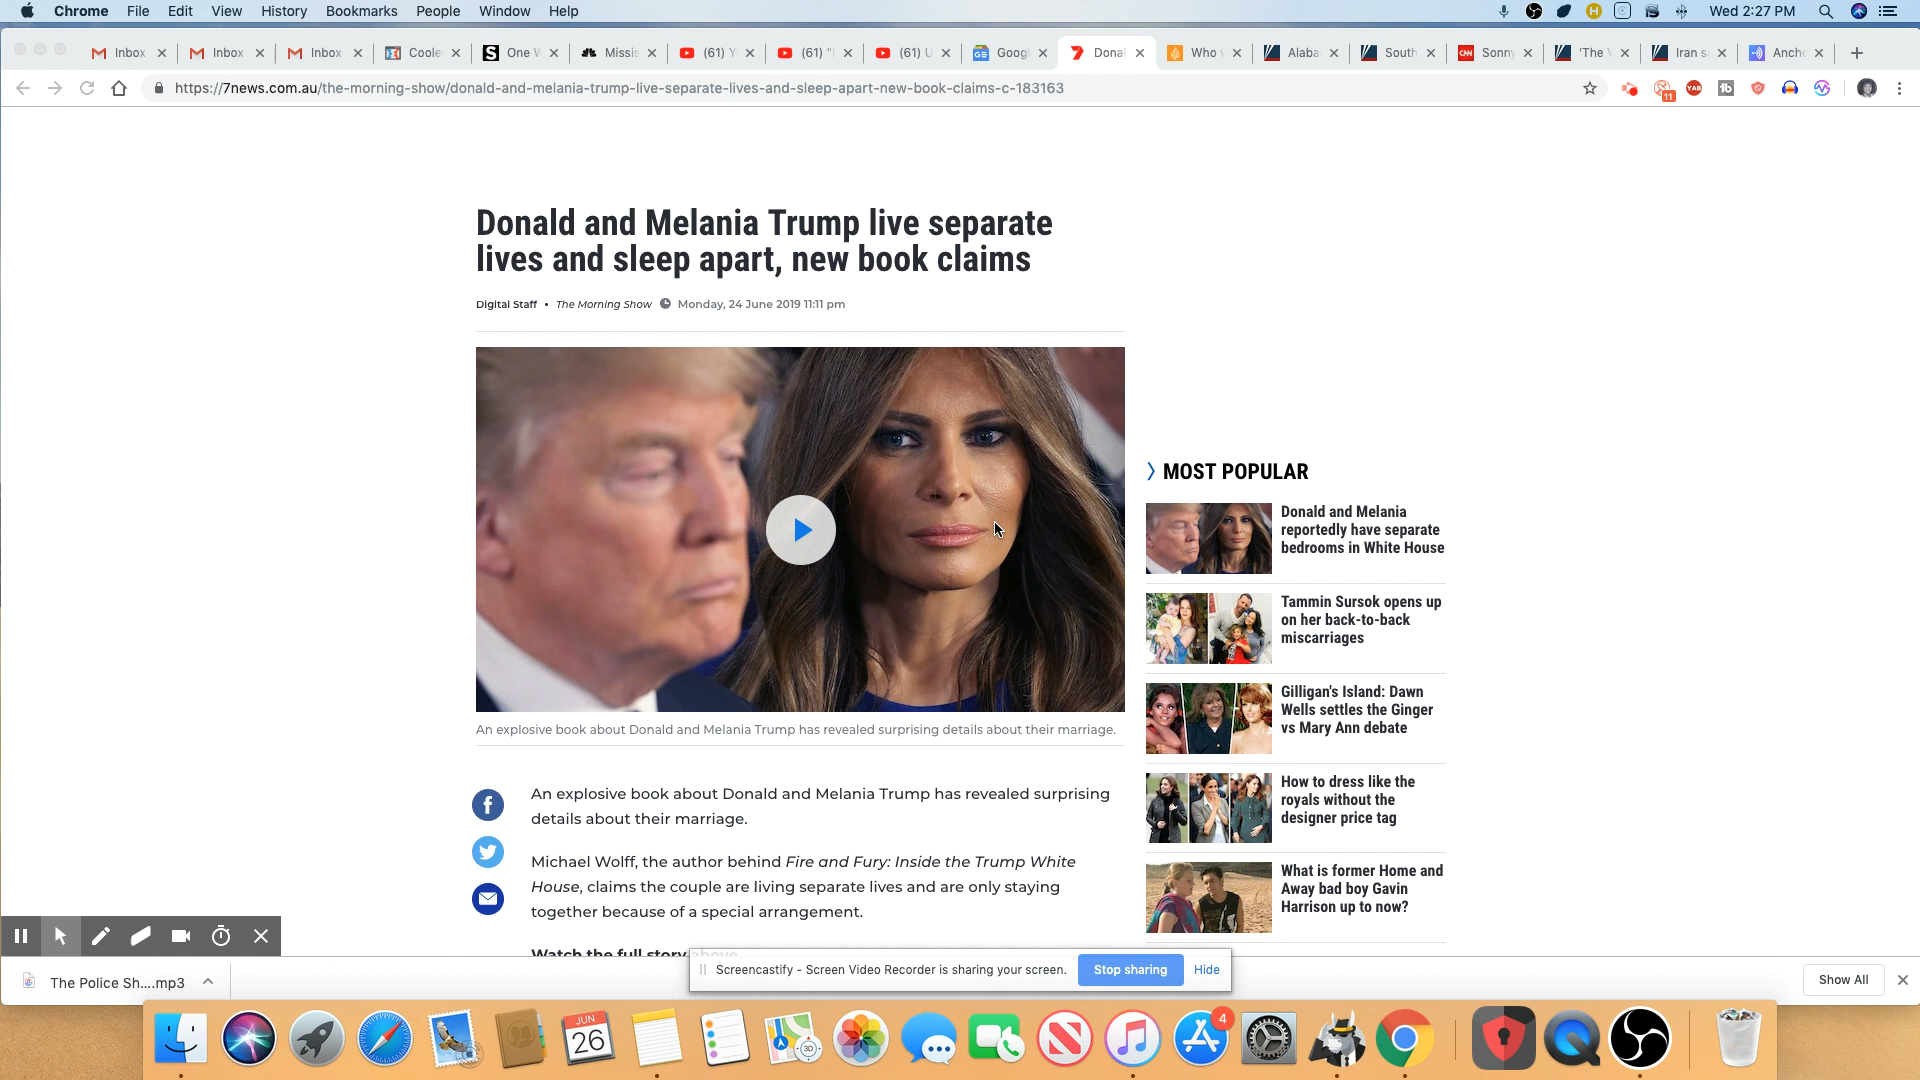 Chrome File Edit View History Bookmarks People Window Help Wed 2:27 PM
Inbox Inbox Inbox Coole One W Missis (61) Y (61) "I (61) U Googl Donal Who w Alaba South Sonny 'The V Iran s Ancho
https://7news.com.au/the-morning-show/donald-and-melania-trump-live-separate-lives-and-sleep-apart-new-book-claims-c-183163
11
YAB
Donald and Melania Trump live separate
lives and sleep apart, new book claims
Digital Staff • The Morning Show Monday, 24 June 2019 11:11 pm
An explosive book about Donald and Melania Trump has revealed surprising details about their marriage.
An explosive book about Donald and Melania Trump has revealed surprising
details about their marriage.
Michael Wolff, the author behind Fire and Fury: Inside the Trump White
House, claims the couple are living separate lives and are only staying
together because of a special arrangement.
Watch the full story above
MOST POPULAR
Donald and Melania
reportedly have separate
bedrooms in White House
Tammin Sursok opens up
on her back-to-back
miscarriages
Gilligan's Island: Dawn
Wells settles the Ginger
vs Mary Ann debate
How to dress like the
royals without the
designer price tag
What is former Home and
Away bad boy Gavin
Harrison up to now?
Screencastify - Screen Video Recorder is sharing your screen. Stop sharing Hide
The Police Sh....mp3
Show All
JUN
26
3D
4